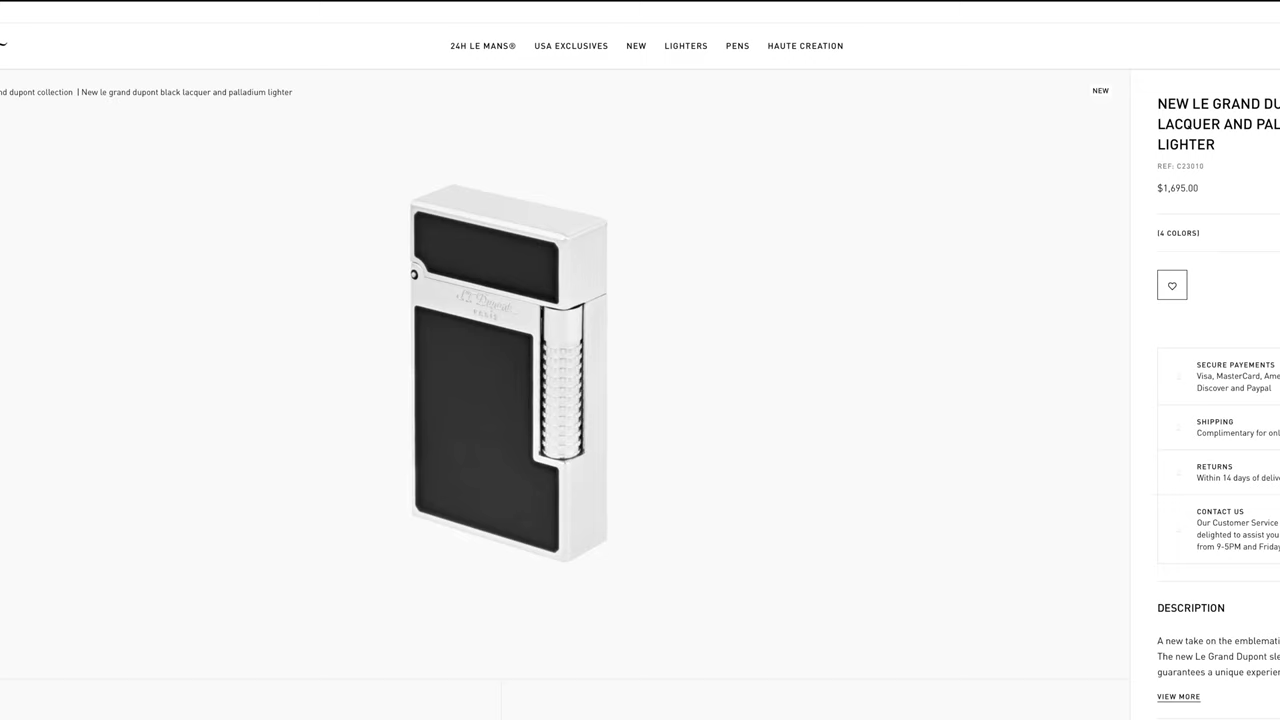 24H LE MANS® USA EXCLUSIVES NEW LIGHTERS PENS HAUTE CREATION
nd dupont collection | New le grand dupont black lacquer and palladium lighter
NEW
S.T. Dupont
PARIS
NEW LE GRAND DU
LACQUER AND PAL
LIGHTER
REF: C23010
$1,695.00
(4 COLORS)
SECURE PAYMENTS
Visa, MasterCard, Ame
Discover and Paypal
SHIPPING
Complimentary for onl
RETURNS
Within 14 days of delive
CONTACT US
Our Customer Service
delighted to assist you
from 9-5PM and Friday
DESCRIPTION
A new take on the emblemati
The new Le Grand Dupont sle
guarantees a unique experien
VIEW MORE